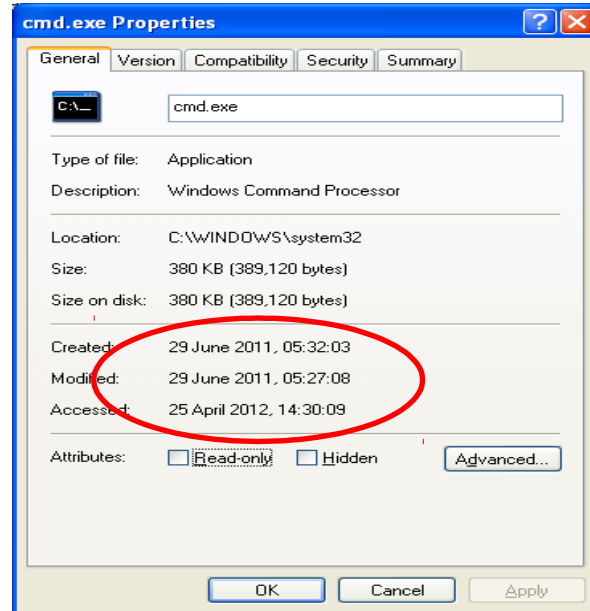 cmd.exe Properties
General Version Compatibility Security Summary
C:\_
cmd.exe
Type of file: Application
Description: Windows Command Processor
Location: C:\WINDOWS\system32
Size: 380 KB (389,120 bytes)
Size on disk: 380 KB (389,120 bytes)
Created: 29 June 2011, 05:32:03
Modified: 29 June 2011, 05:27:08
Accessed: 25 April 2012, 14:30:09
Attributes: Read-only Hidden Advanced...
OK Cancel Apply